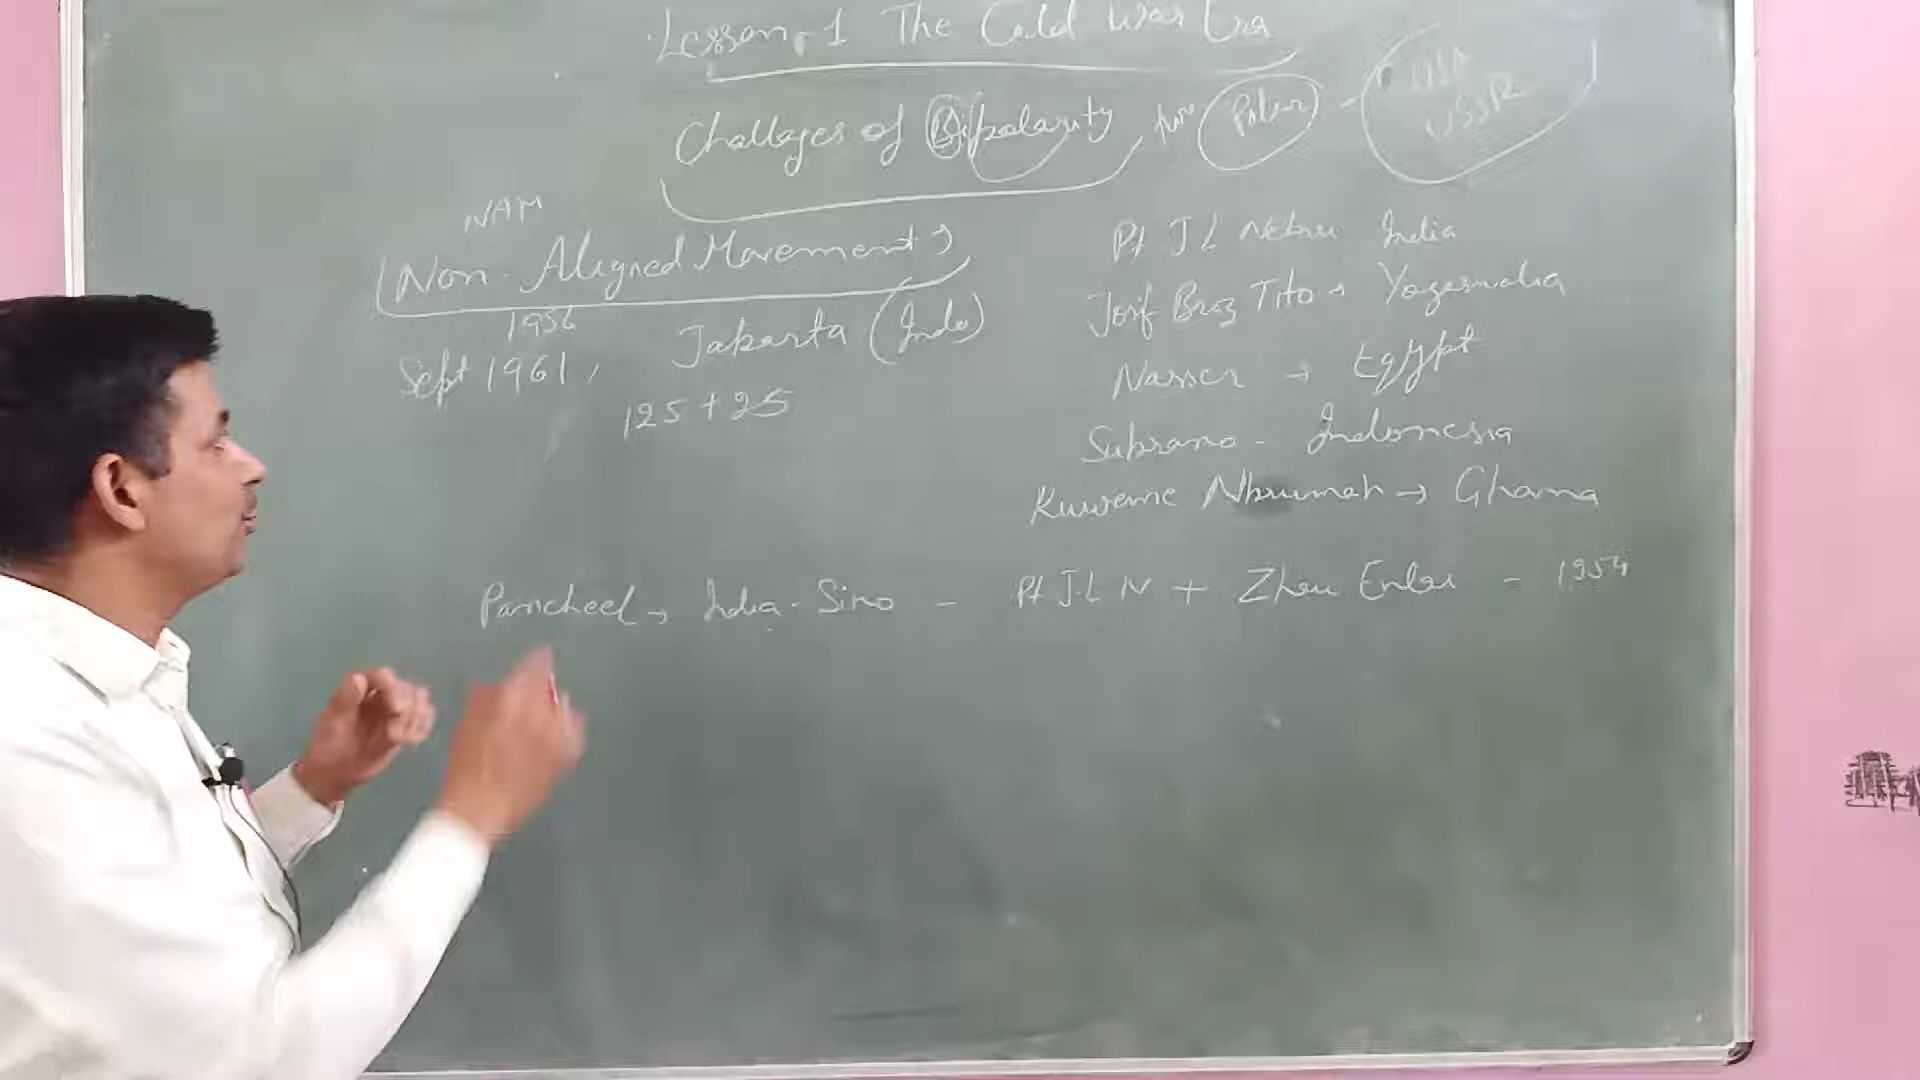 Lesson, 1 The Cold War Era
Challages of Bipolarity two Polar - USA USSR
NAM
(Non-Aligned Movement)
1956
Sept 1961, Jakarta (Indo)
125 + 25
Pt J L Nehru India
Josif Broz Tito →
Nasser → Egypt
Sukrano - Indonesia
Kuweme Nkrumah → Ghana
Pancheel → India - Sino - Pt J.L N + Zhou Enlai - 1954